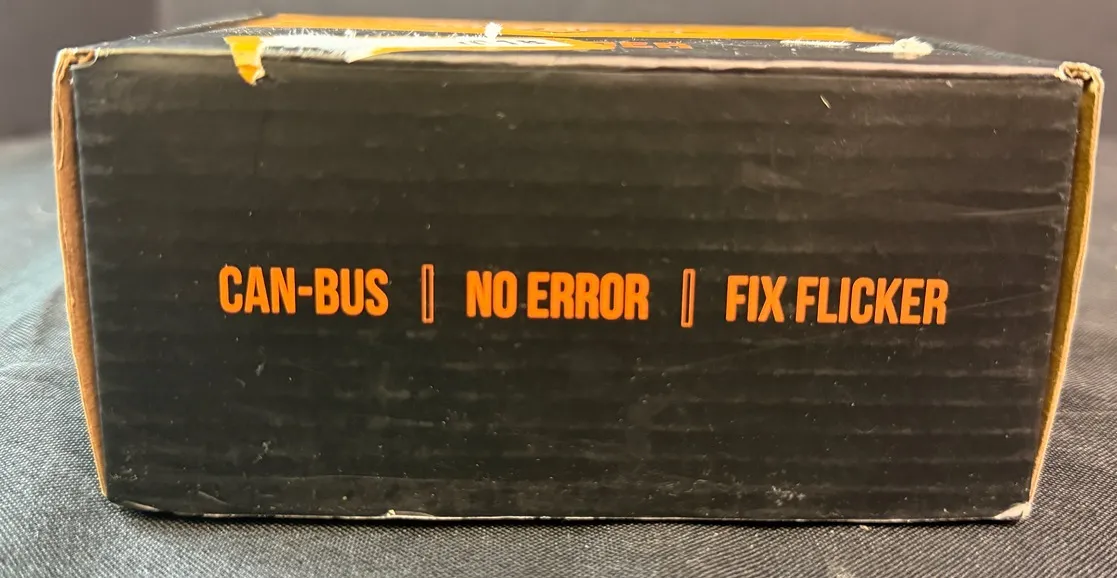 CAN-BUS | NO ERROR | FIX FLICKER